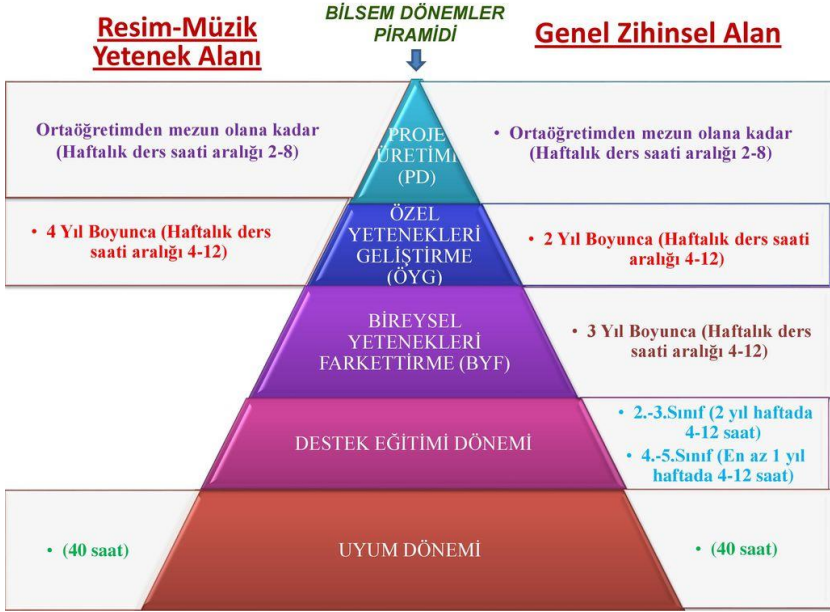 Resim-Müzik
Yetenek Alanı
BİLSEM DÖNEMLER
PİRAMİDİ
Genel Zihinsel Alan
Ortaöğretimden mezun olana kadar
(Haftalık ders saati aralığı 2-8)
PROJE
ÜRETİMİ
(PD)
• Ortaöğretimden mezun olana kadar
(Haftalık ders saati aralığı 2-8)
• 4 Yıl Boyunca (Haftalık ders
saati aralığı 4-12)
ÖZEL
YETENEKLERİ
GELİŞTİRME
(ÖYG)
• 2 Yıl Boyunca (Haftalık ders saati
aralığı 4-12)
BİREYSEL
YETENEKLERİ
FARKETTİRME (BYF)
• 3 Yıl Boyunca (Haftalık ders
saati aralığı 4-12)
DESTEK EĞİTİMİ DÖNEMİ
• 2.-3.Sınıf (2 yıl haftada
4-12 saat)
• 4.-5.Sınıf (En az 1 yıl
haftada 4-12 saat)
• (40 saat)
UYUM DÖNEMİ
• (40 saat)